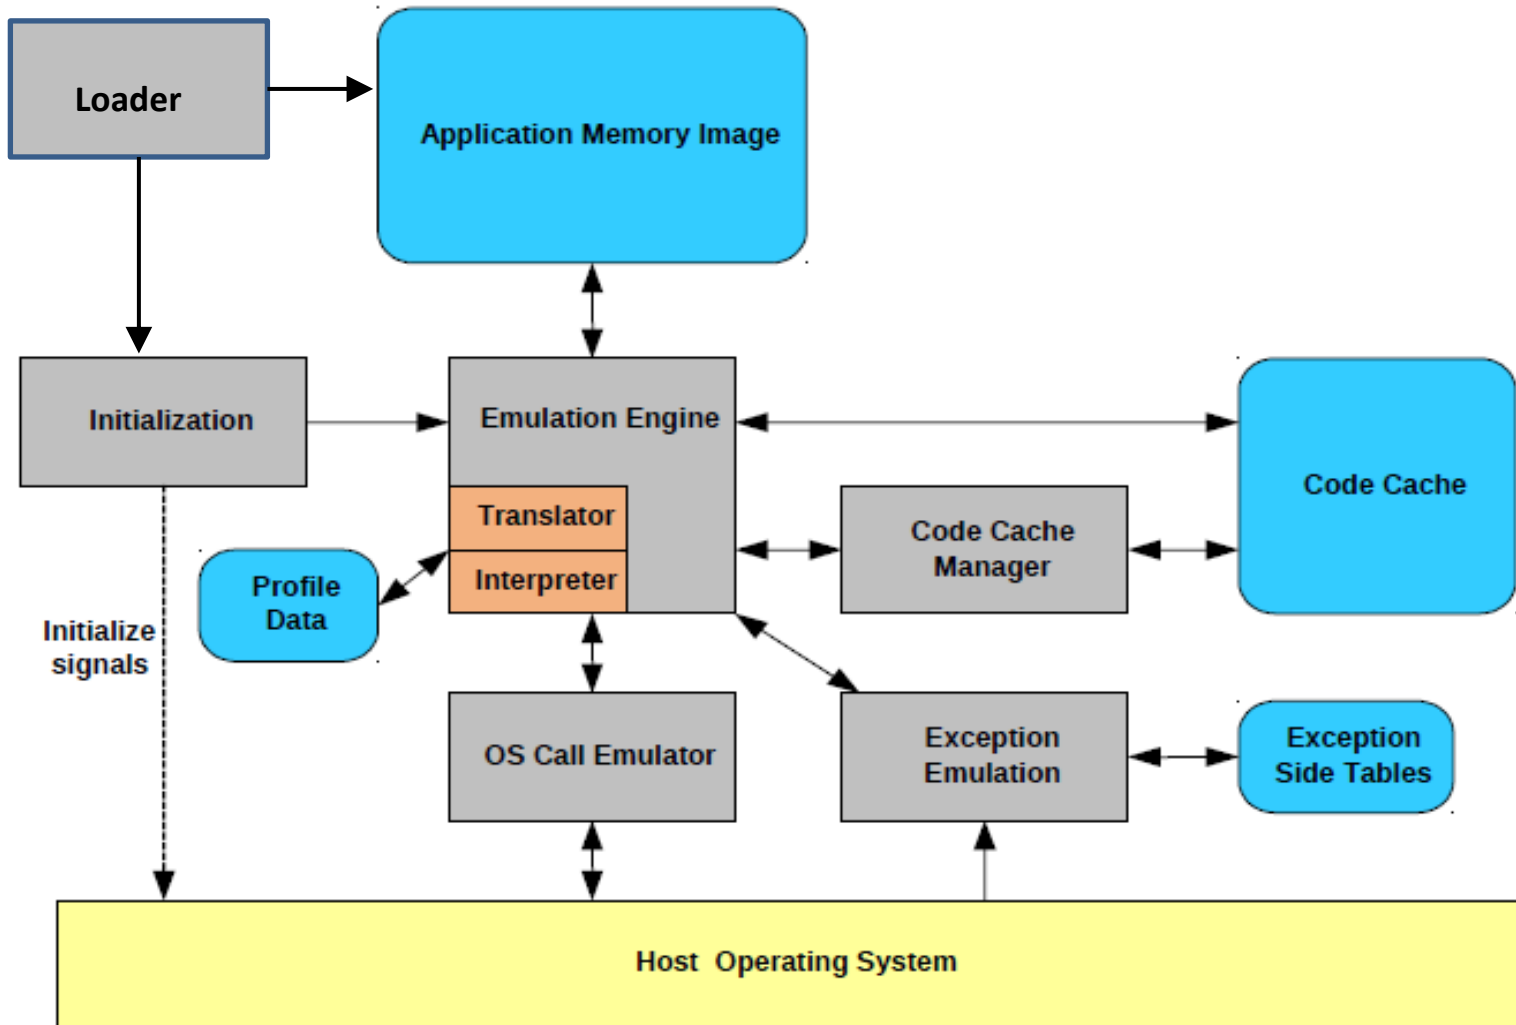 Loader
Application Memory Image
Initialization
Emulation Engine
Code Cache
Translator
Code Cache
Manager
Interpreter
Profile
Data
Initialize
signals
OS Call Emulator
Exception
Emulation
Exception
Side Tables
Host Operating System